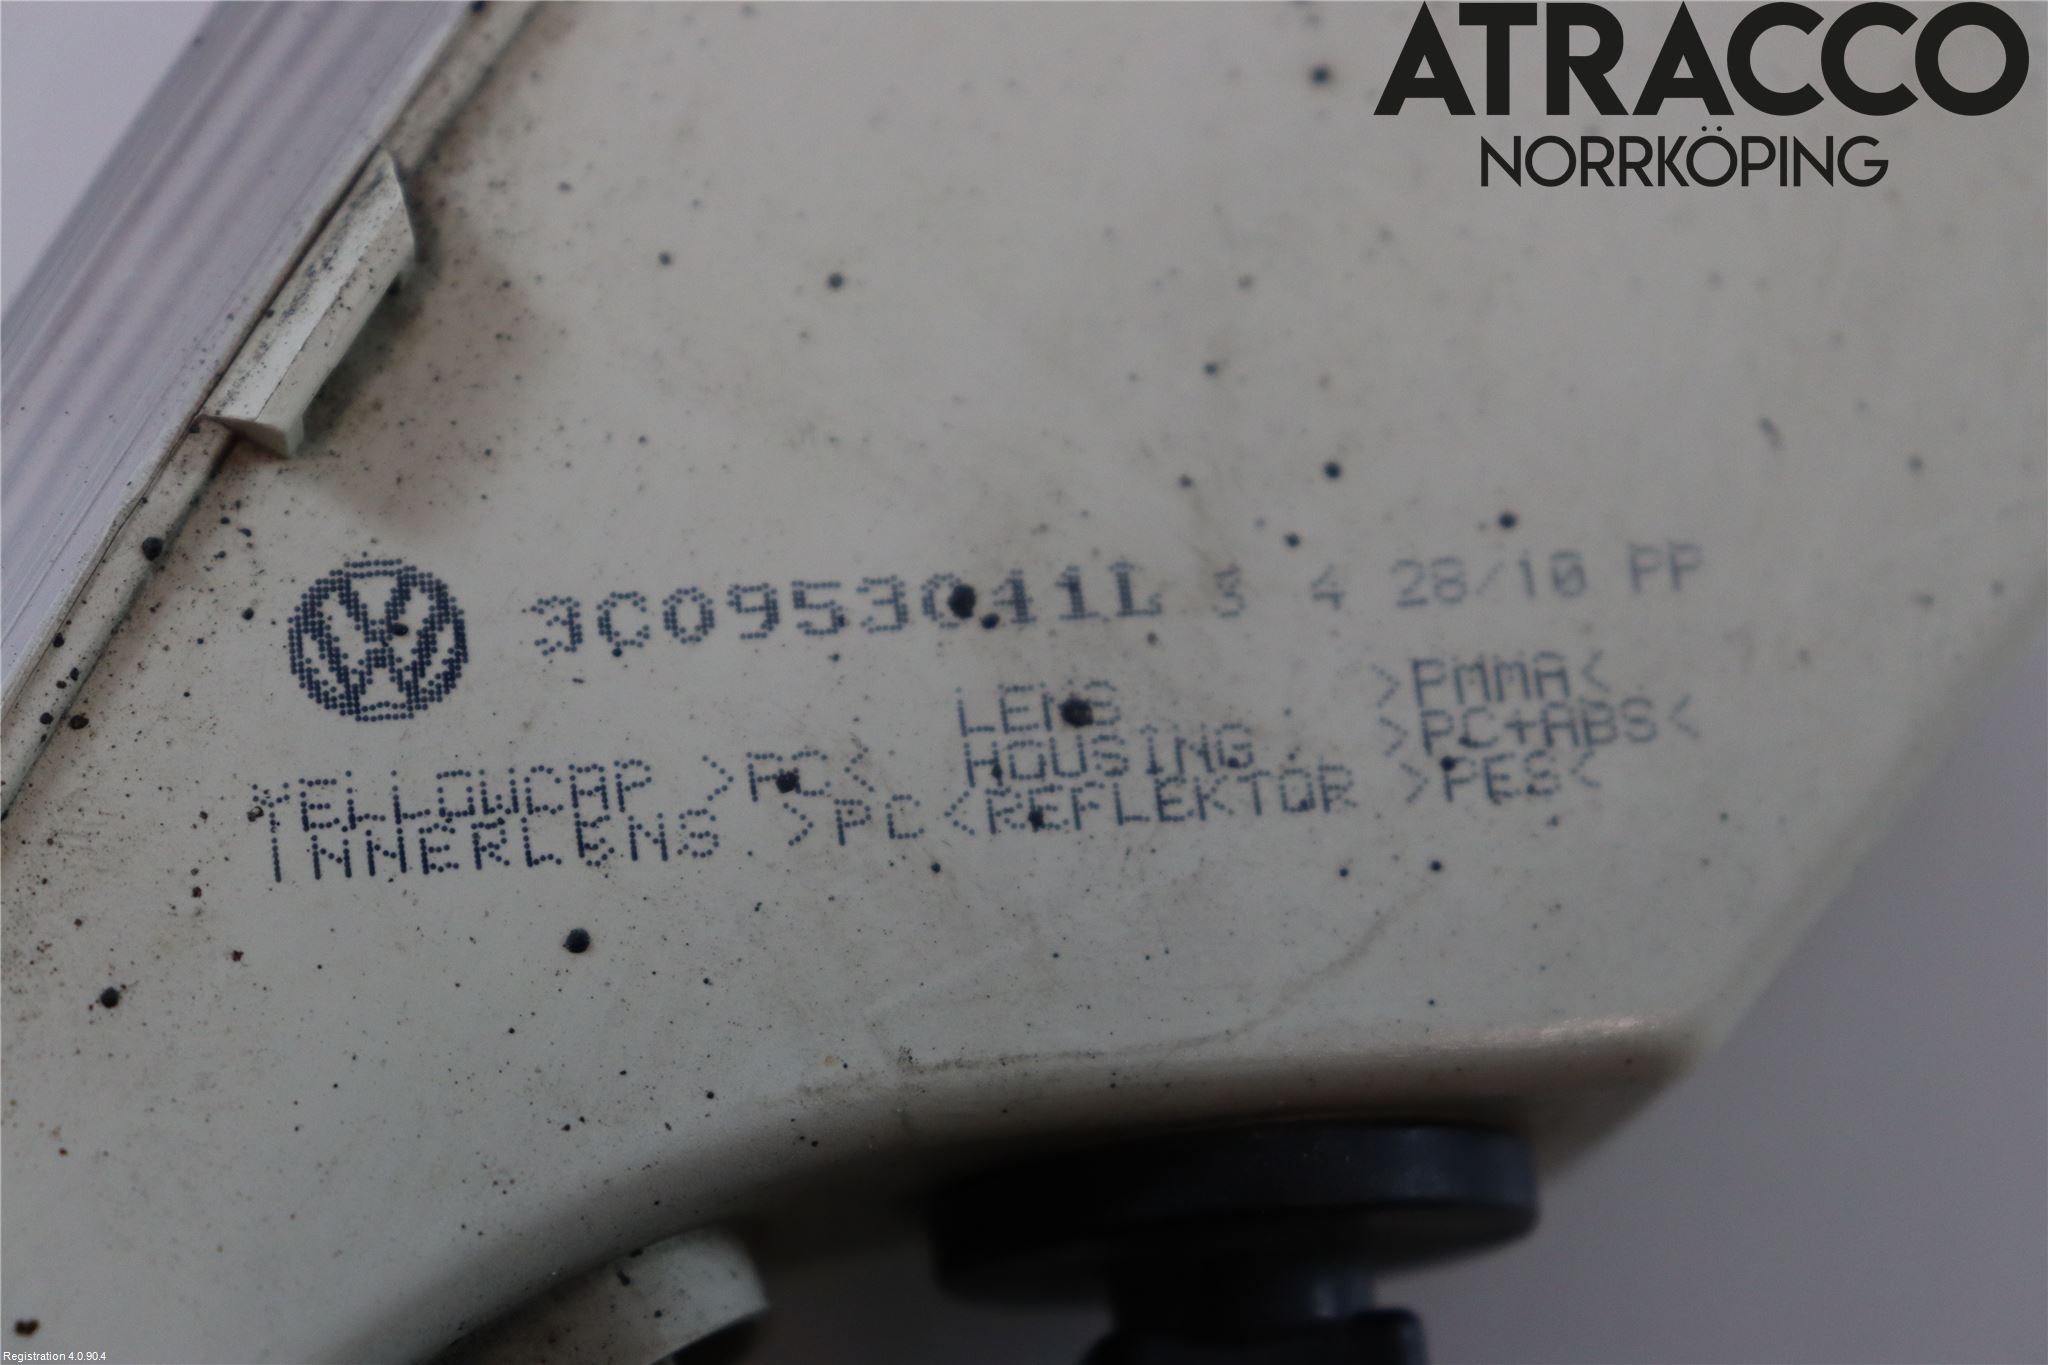 ATRACCO
NORRKÖPING
3C0953041L 3 4 28/10 PP
LENS >PMMA<
YELLOWCAP >PC< HOUSING >PC+ABS<
INNERLENS >PC< REFLEKTOR >PES<
Registration 4.0.90.4